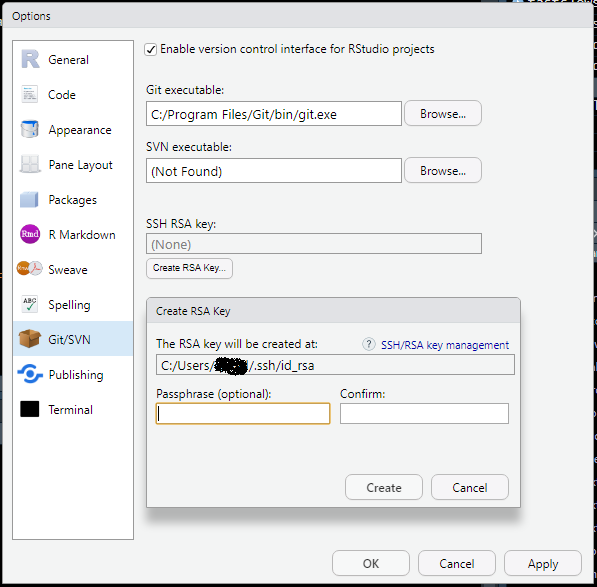 Options
General
Code
Appearance
Pane Layout
Packages
Rmd
R Markdown
Sweave
ABC
Spelling
Git/SVN
Publishing
Terminal
Enable version control interface for RStudio projects
Git executable:
C:/Program Files/Git/bin/git.exe
Browse...
SVN executable:
(Not Found)
Browse...
SSH RSA key:
(None)
Create RSA Key...
Create RSA Key
The RSA key will be created at:
? SSH/RSA key management
C:/Users/ /.ssh/id_rsa
Passphrase (optional):
Confirm:
Create
Cancel
OK
Cancel
Apply